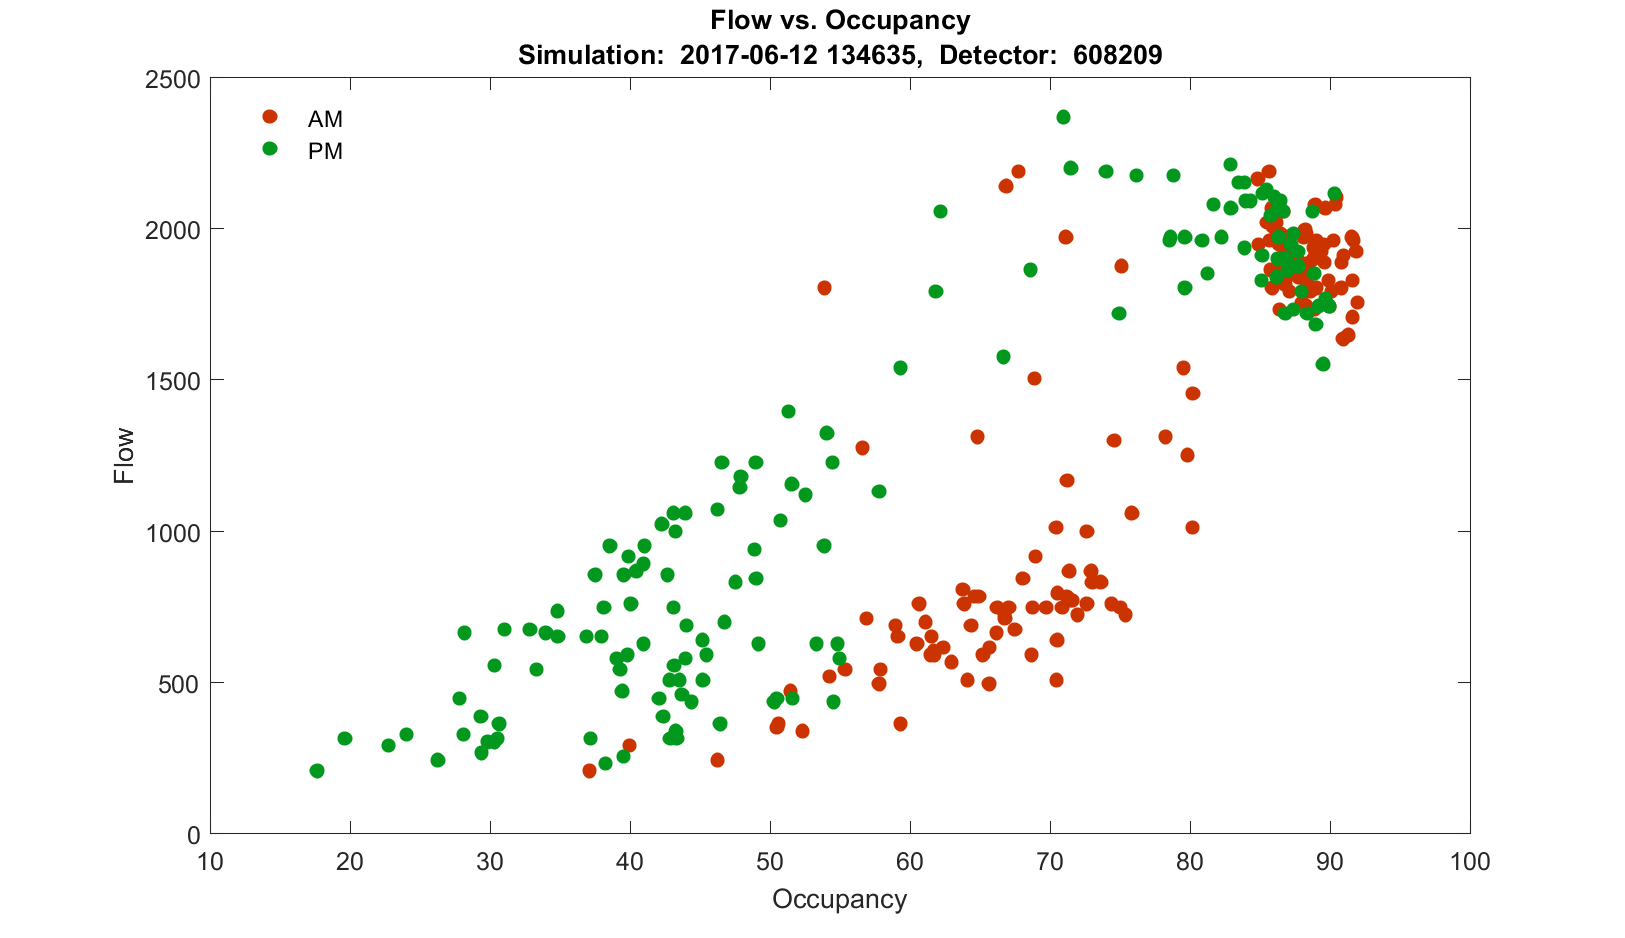 Flow vs. Occupancy
Simulation:  2017-06-12 134635,  Detector:  608209
2500
2000
1500
1000
500
0
Flow
AM
PM
10 20 30 40 50 60 70 80 90 100
Occupancy